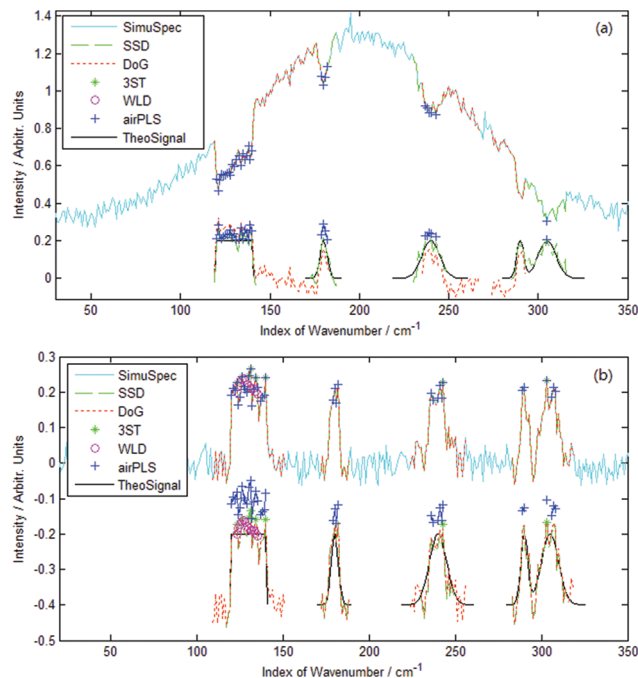 (a)
SimuSpec
SSD
DoG
3ST
WLD
airPLS
TheoSignal
Intensity / Arbitr. Units
1.4
1.2
1
0.8
0.6
0.4
0.2
0
50 100 150 200 250 300 350
Index of Wavenumber / cm-1
(b)
SimuSpec
SSD
DoG
3ST
WLD
airPLS
TheoSignal
Intensity / Arbitr. Units
0.3
0.2
0.1
0
-0.1
-0.2
-0.3
-0.4
-0.5
50 100 150 200 250 300 350
Index of Wavenumber / cm-1